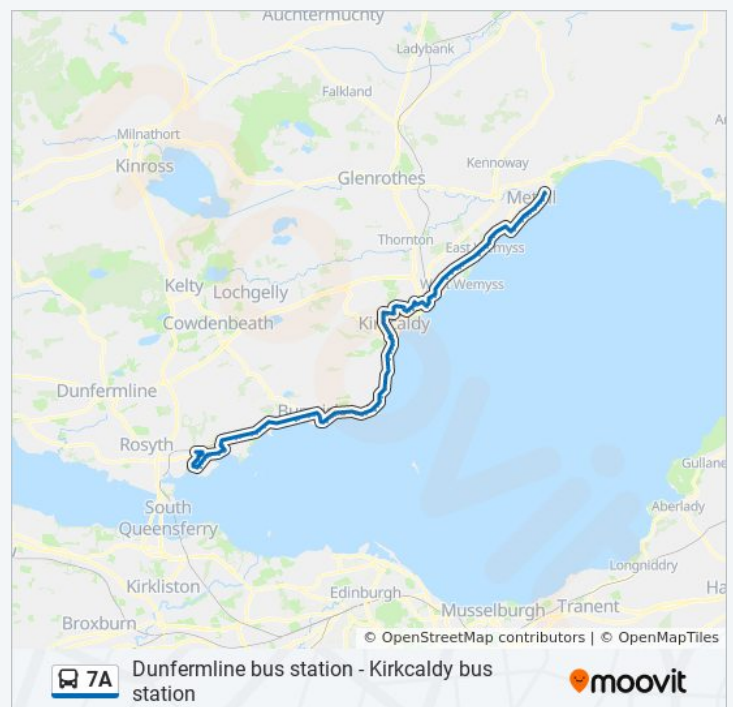 Auchtermuchty
Ladybank
Falkland
Milnathort
Kinross
Kennoway
Glenrothes
Thornton
East Wemyss
West Wemyss
Kelty
Lochgelly
Cowdenbeath
Kirkcaldy
Dunfermline
Rosyth
South
Queensferry
Gullane
Aberlady
Longniddry
Kirkliston
Edinburgh
Musselburgh
Tranent
Broxburn
© OpenStreetMap contributors | © OpenMapTiles
7A
Dunfermline bus station - Kirkcaldy bus
station
moovit